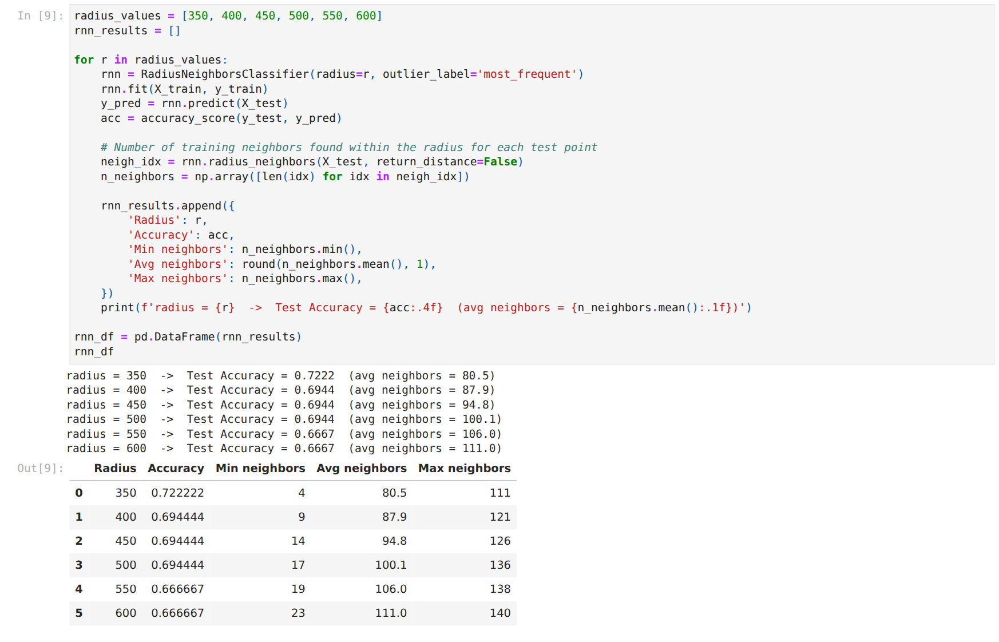 In [9]:
radius_values = [350, 400, 450, 500, 550, 600]
rnn_results = []

for r in radius_values:
    rnn = RadiusNeighborsClassifier(radius=r, outlier_label='most_frequent')
    rnn.fit(X_train, y_train)
    y_pred = rnn.predict(X_test)
    acc = accuracy_score(y_test, y_pred)

    # Number of training neighbors found within the radius for each test point
    neigh_idx = rnn.radius_neighbors(X_test, return_distance=False)
    n_neighbors = np.array([len(idx) for idx in neigh_idx])

    rnn_results.append({
        'Radius': r,
        'Accuracy': acc,
        'Min neighbors': n_neighbors.min(),
        'Avg neighbors': round(n_neighbors.mean(), 1),
        'Max neighbors': n_neighbors.max(),
    })
    print(f'radius = {r}  ->  Test Accuracy = {acc:.4f}  (avg neighbors = {n_neighbors.mean():.1f})')

rnn_df = pd.DataFrame(rnn_results)
rnn_df
radius = 350  ->  Test Accuracy = 0.7222  (avg neighbors = 80.5)
radius = 400  ->  Test Accuracy = 0.6944  (avg neighbors = 87.9)
radius = 450  ->  Test Accuracy = 0.6944  (avg neighbors = 94.8)
radius = 500  ->  Test Accuracy = 0.6944  (avg neighbors = 100.1)
radius = 550  ->  Test Accuracy = 0.6667  (avg neighbors = 106.0)
radius = 600  ->  Test Accuracy = 0.6667  (avg neighbors = 111.0)
Out[9]:
Radius Accuracy Min neighbors Avg neighbors Max neighbors
0 350 0.722222 4 80.5 111
1 400 0.694444 9 87.9 121
2 450 0.694444 14 94.8 126
3 500 0.694444 17 100.1 136
4 550 0.666667 19 106.0 138
5 600 0.666667 23 111.0 140